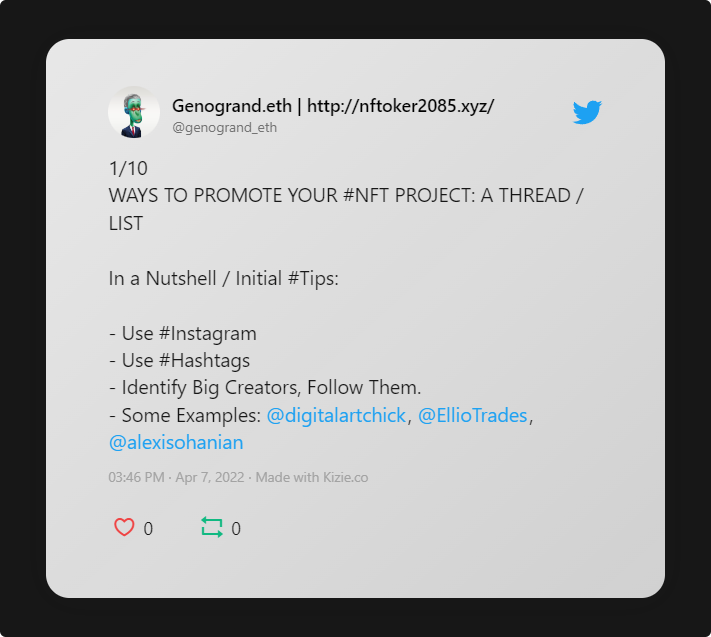 Genogrand.eth | http://nftoker2085.xyz/
@genogrand_eth
1/10
WAYS TO PROMOTE YOUR #NFT PROJECT: A THREAD /
LIST
In a Nutshell / Initial #Tips:
- Use #Instagram
- Use #Hashtags
- Identify Big Creators, Follow Them.
- Some Examples: @digitalartchick, @EllioTrades,
@alexisohanian
03:46 PM · Apr 7, 2022 · Made with Kizie.co
0 0